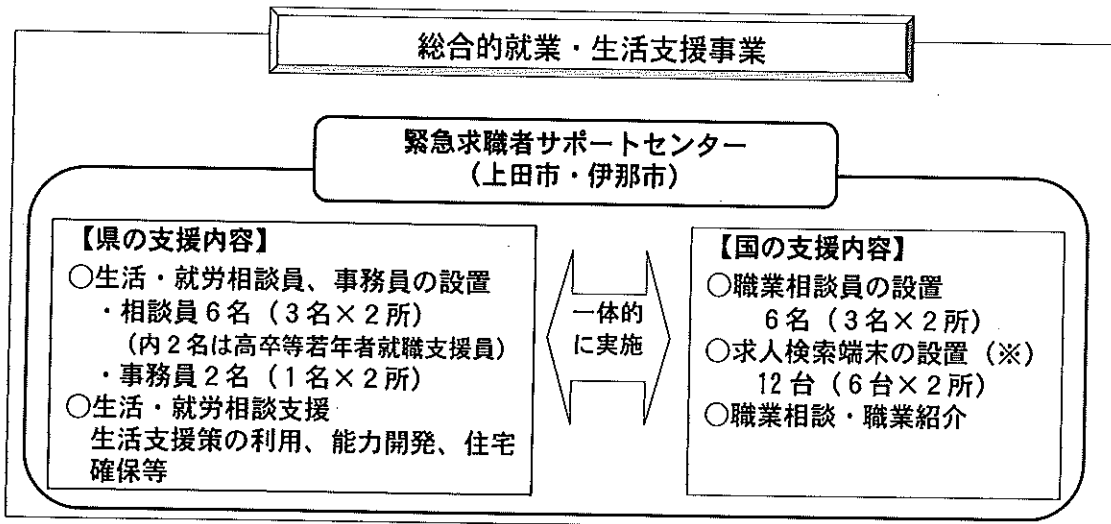 総合的就業・生活支援事業
緊急求職者サポートセンター
(上田市・伊那市)
【県の支援内容】
○生活・就労相談員、事務員の設置
・相談員6名(3名×2所)
(内2名は高卒等若年者就職支援員)
・事務員2名(1名×2所)
○生活・就労相談支援
生活支援策の利用、能力開発、住宅
確保等
一体的
に実施
【国の支援内容】
○職業相談員の設置
6名(3名×2所)
○求人検索端末の設置(※)
12台(6台×2所)
○職業相談・職業紹介